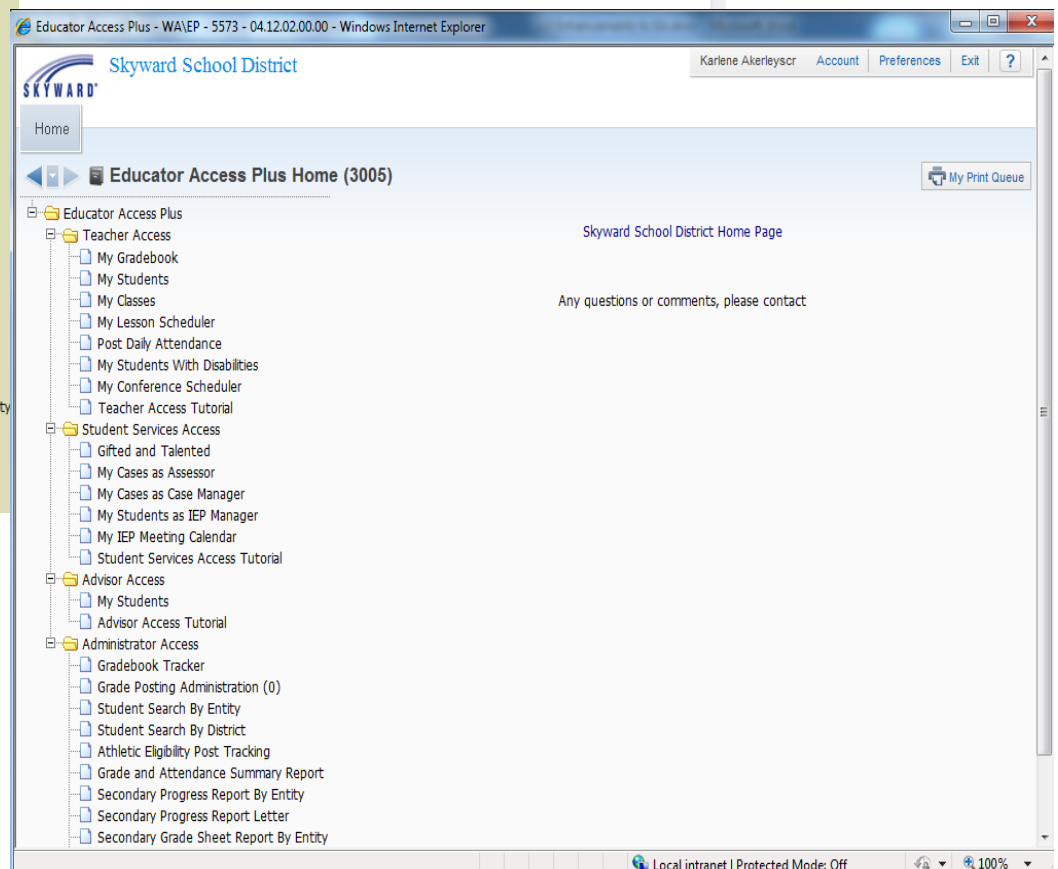 Educator Access Plus - WA\EP - 5573 - 04.12.02.00.00 - Windows Internet Explorer
SKYWARD®
Skyward School District
Karlene Akerleyscr Account Preferences Exit ?
Home
Educator Access Plus Home (3005)
My Print Queue
Educator Access Plus
Teacher Access
My Gradebook
My Students
My Classes
My Lesson Scheduler
Post Daily Attendance
My Students With Disabilities
My Conference Scheduler
Teacher Access Tutorial
Student Services Access
Gifted and Talented
My Cases as Assessor
My Cases as Case Manager
My Students as IEP Manager
My IEP Meeting Calendar
Student Services Access Tutorial
Advisor Access
My Students
Advisor Access Tutorial
Administrator Access
Gradebook Tracker
Grade Posting Administration (0)
Student Search By Entity
Student Search By District
Athletic Eligibility Post Tracking
Grade and Attendance Summary Report
Secondary Progress Report By Entity
Secondary Progress Report Letter
Secondary Grade Sheet Report By Entity
Skyward School District Home Page
Any questions or comments, please contact
ty
Local intranet | Protected Mode: Off
100%